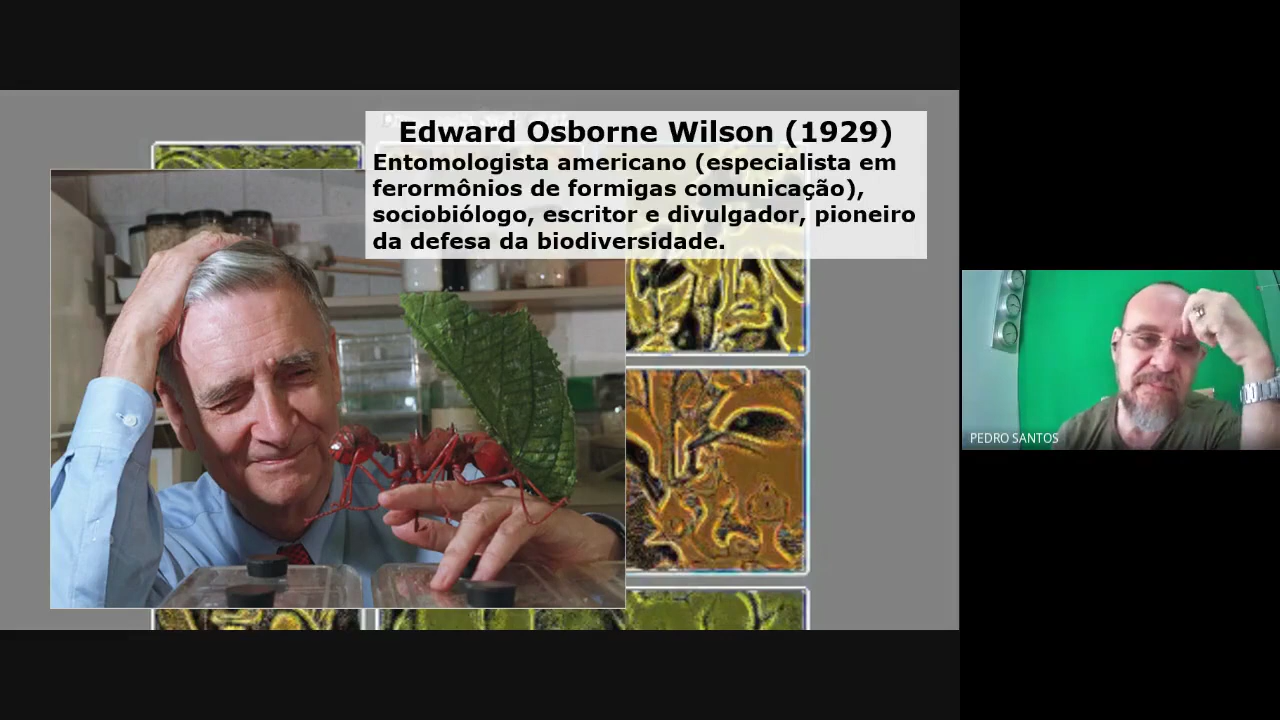 Edward Osborne Wilson (1929)
Entomologista americano (especialista em
ferormônios de formigas comunicação),
sociobiólogo, escritor e divulgador, pioneiro
da defesa da biodiversidade.
PEDRO SANTOS